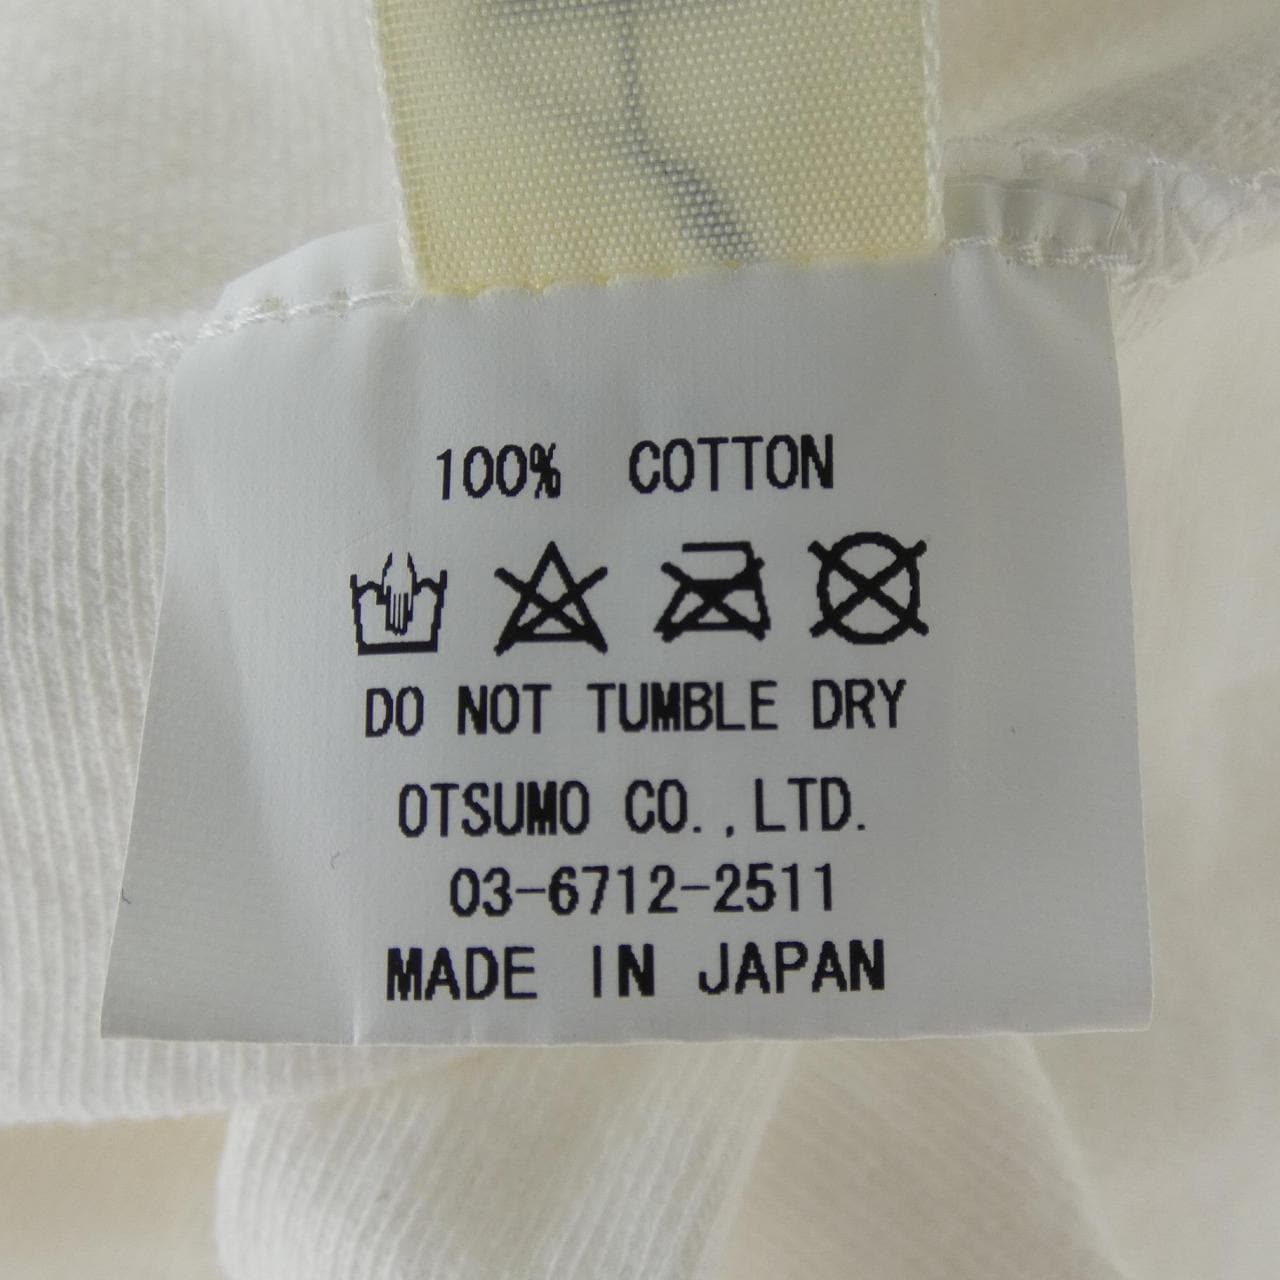 100% COTTON
DO NOT TUMBLE DRY
OTSUMO CO.,LTD.
03-6712-2511
MADE IN JAPAN